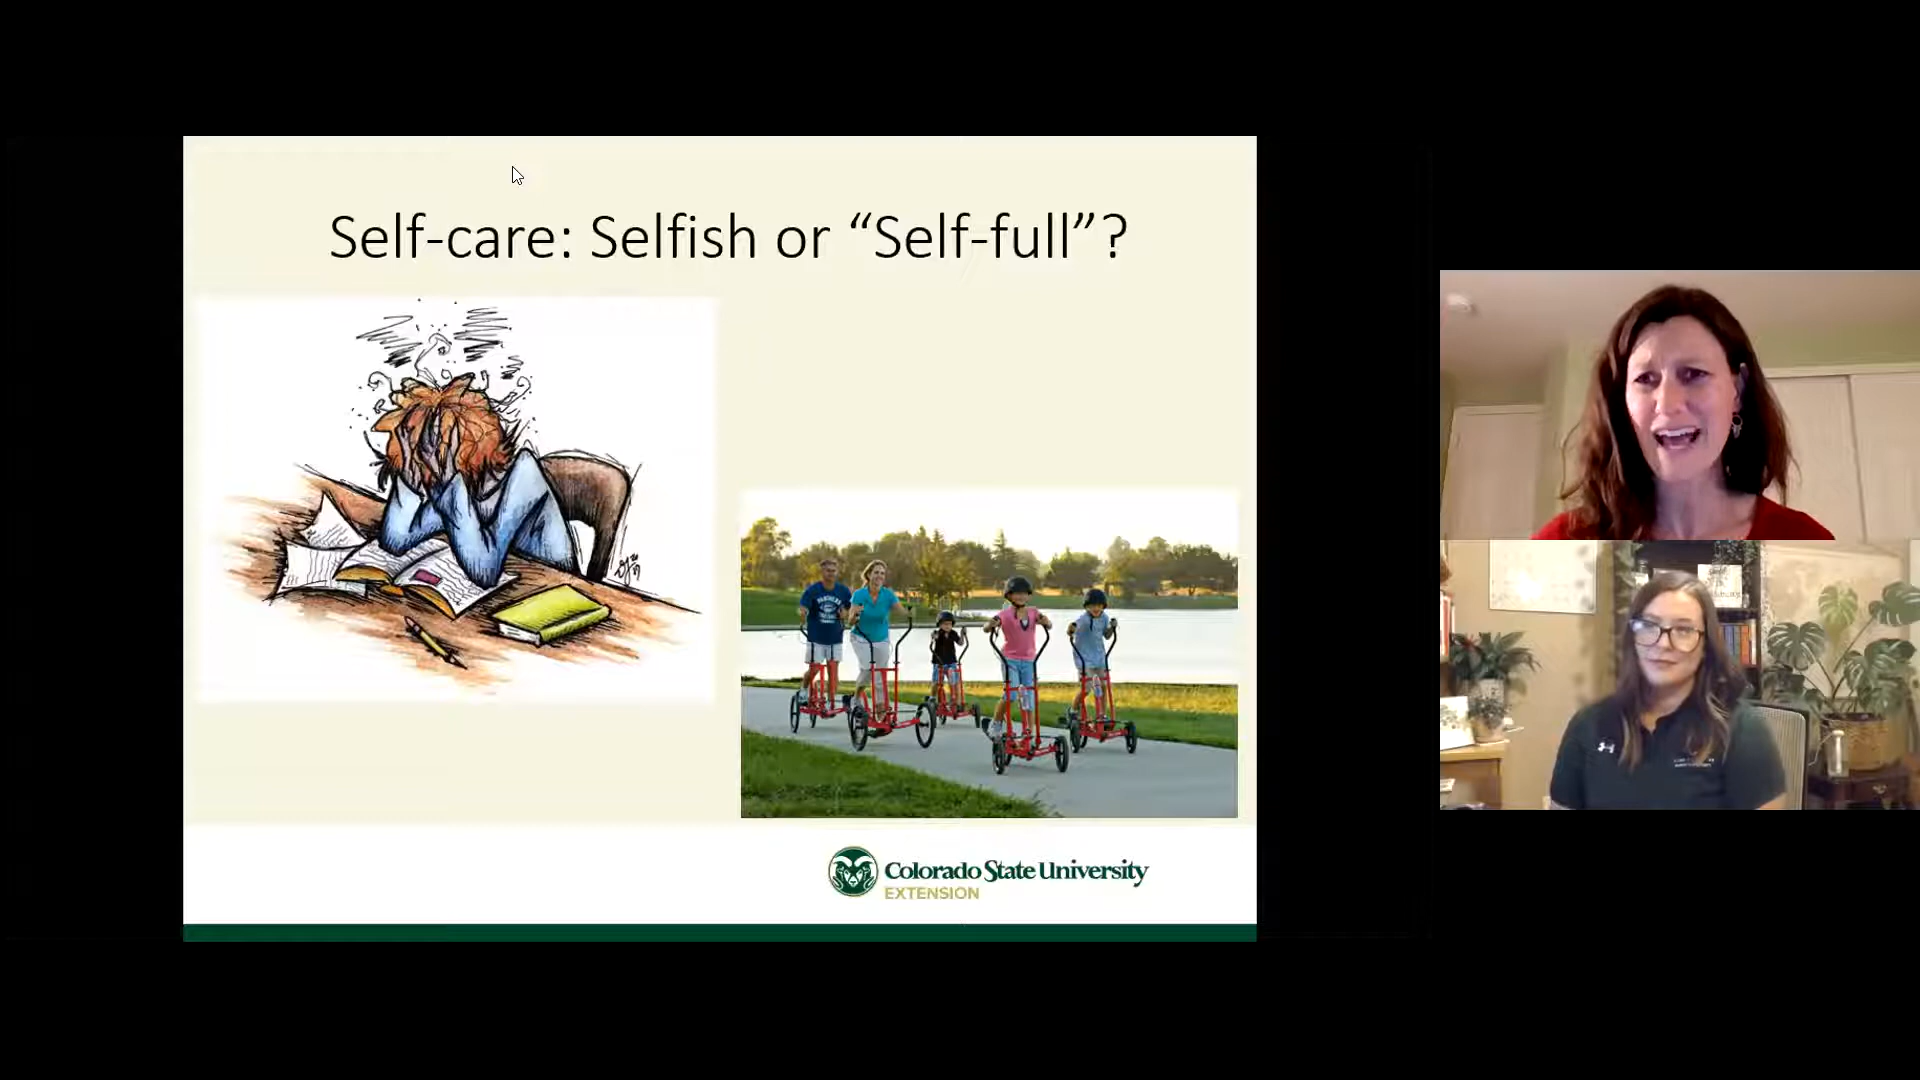 Self-care: Selfish or “Self-full”?
Colorado State University
EXTENSION